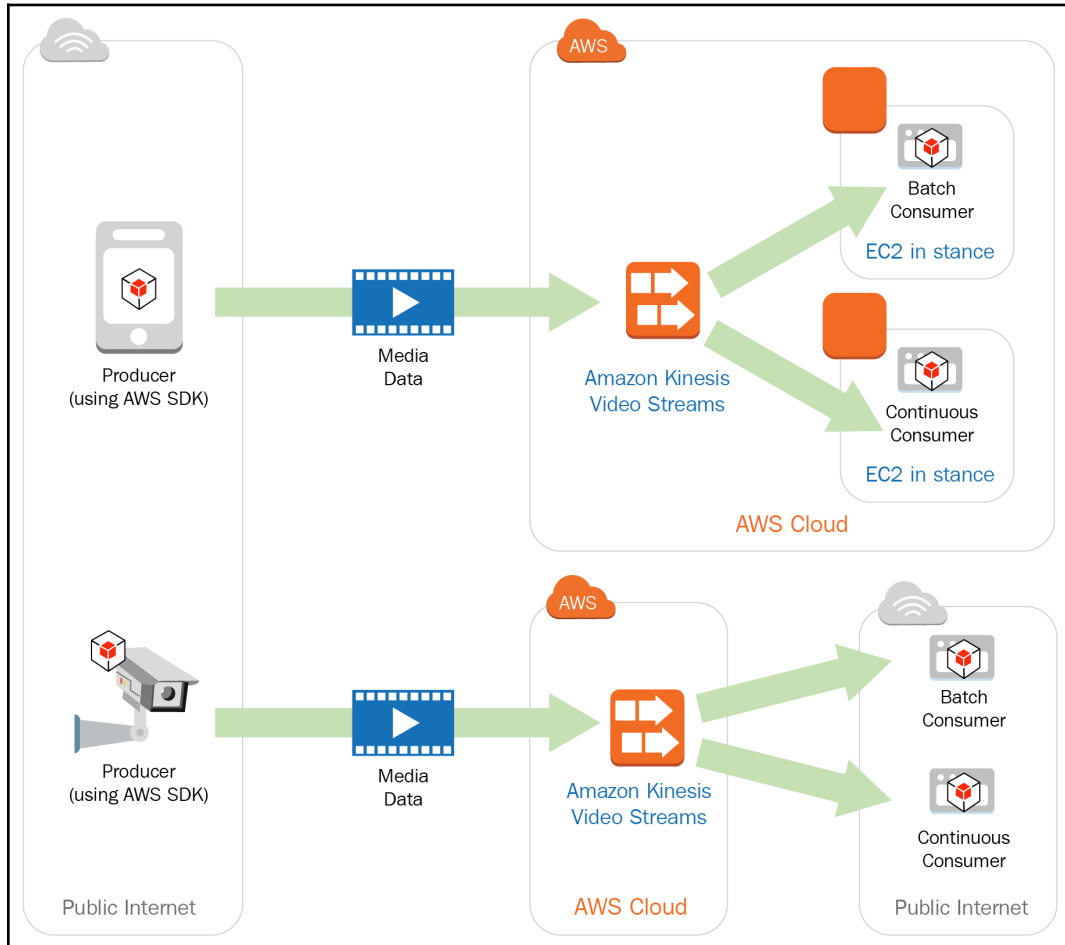 AWS
Batch
Consumer
EC2 in stance
Producer
(using AWS SDK)
Media
Data
Amazon Kinesis
Video Streams
Continuous
Consumer
EC2 in stance
AWS Cloud
AWS
Producer
(using AWS SDK)
Media
Data
Amazon Kinesis
Video Streams
Batch
Consumer
Continuous
Consumer
Public Internet
AWS Cloud
Public Internet